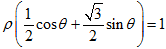 ρ(1/2 cosθ + √3/2 sinθ) = 1